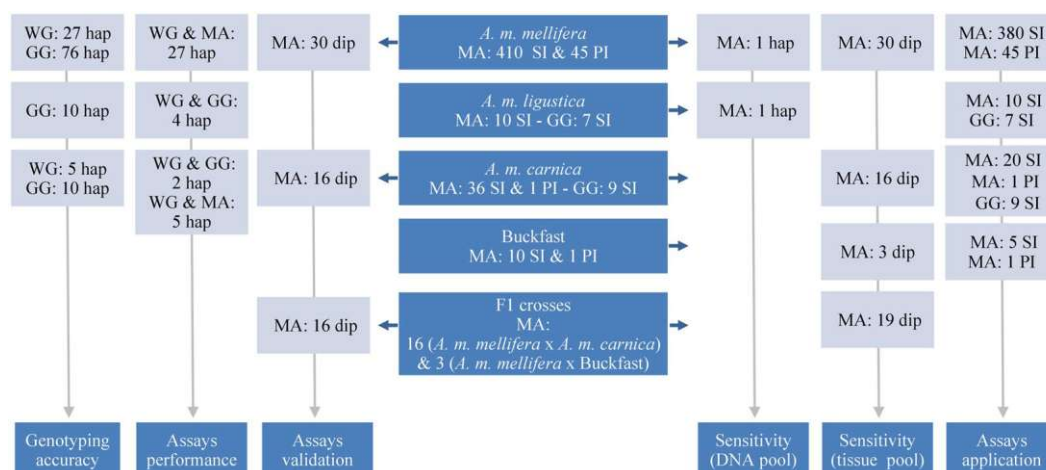 WG: 27 hap
GG: 76 hap
GG: 10 hap
WG: 5 hap
GG: 10 hap
Genotyping
accuracy
WG & MA:
27 hap
WG & GG:
4 hap
WG & GG:
2 hap
WG & MA:
5 hap
Assays
performance
MA: 30 dip
MA: 16 dip
MA: 16 dip
Assays
validation
A. m. mellifera
MA: 410 SI & 45 PI
A. m. ligustica
MA: 10 SI - GG: 7 SI
A. m. carnica
MA: 36 SI & 1 PI - GG: 9 SI
Buckfast
MA: 10 SI & 1 PI
F1 crosses
MA:
16 (A. m. mellifera x A. m. carnica)
& 3 (A. m. mellifera x Buckfast)
MA: 1 hap
MA: 1 hap
Sensitivity
(DNA pool)
MA: 30 dip
MA: 16 dip
MA: 3 dip
MA: 19 dip
Sensitivity
(tissue pool)
MA: 380 SI
MA: 45 PI
MA: 10 SI
GG: 7 SI
MA: 20 SI
MA: 1 PI
GG: 9 SI
MA: 5 SI
MA: 1 PI
Assays
application